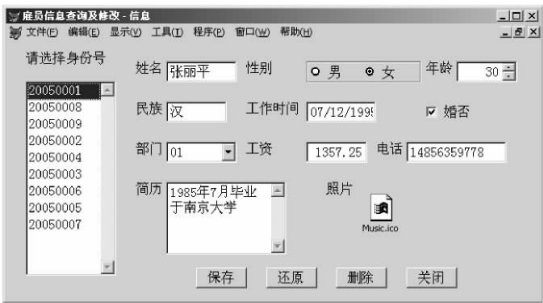 雇员信息查询及修改 - 信息
文件(F) 编辑(E) 显示(V) 工具(T) 程序(P) 窗口(W) 帮助(H)
请选择身份号
姓名 张丽平 性别 男 女 年龄 30
20050001
20050008
20050009
20050002
20050004
20050003
20050006
20050005
20050007
民族 汉 工作时间 07/12/199 婚否
部门 01 工资 1357.25 电话 14856359778
简历 1985年7月毕业
于南京大学
照片
Music.ico
保存 还原 删除 关闭